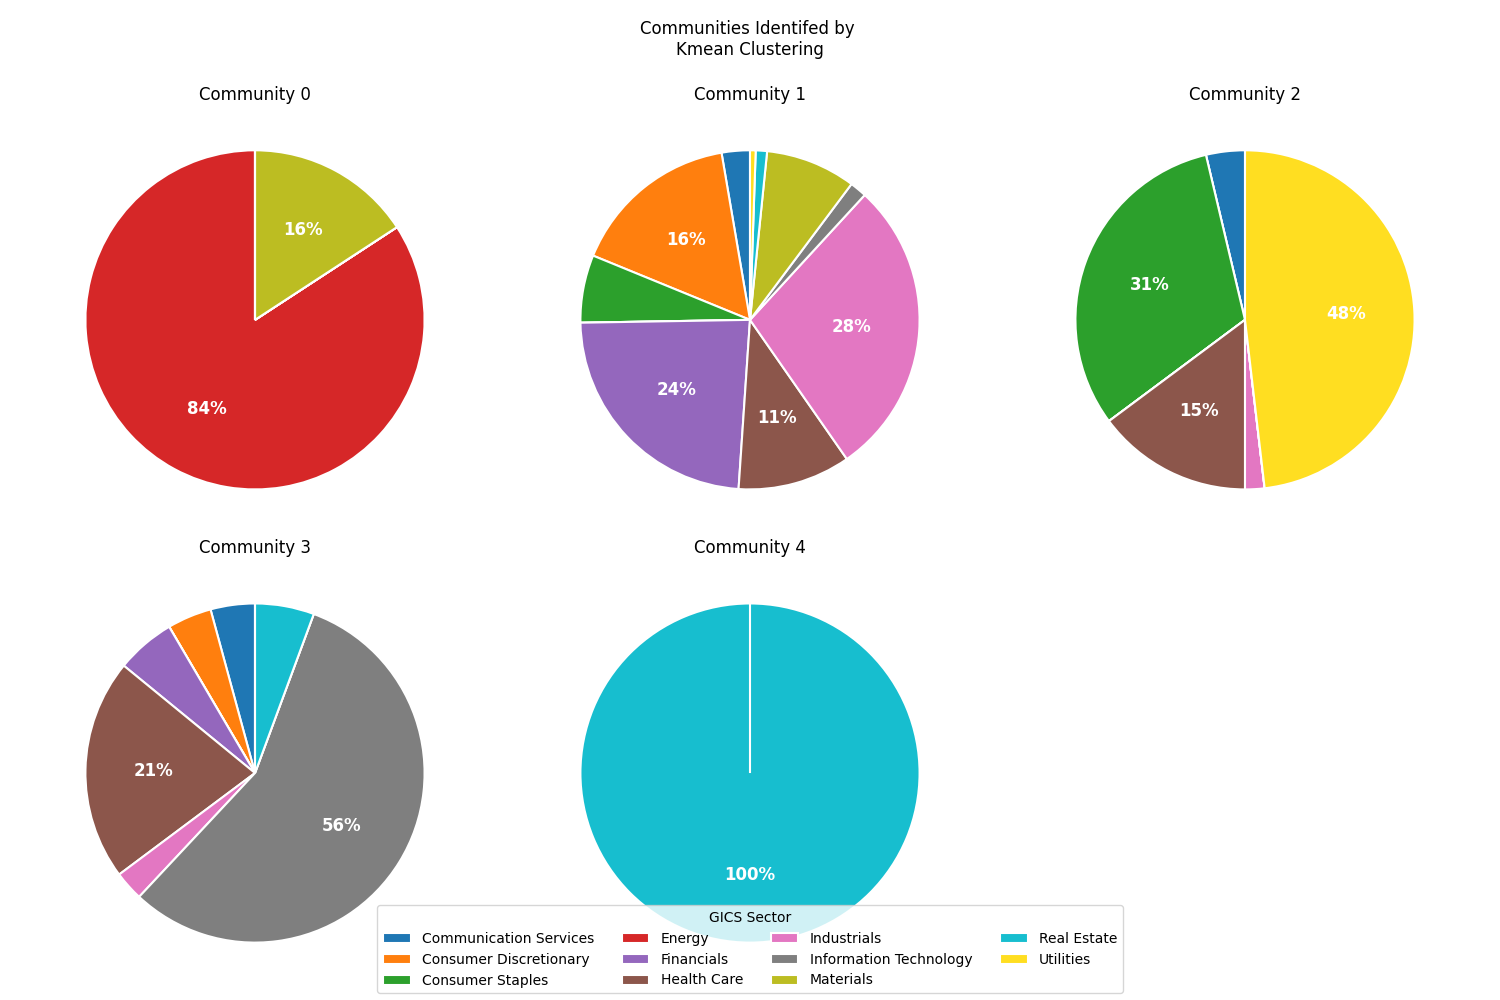 Communities Identifed by
Kmean Clustering
Community 0
Community 1
Community 2
16%
84%
16%
28%
24%
11%
31%
48%
15%
Community 3
Community 4
21%
56%
100%
GICS Sector
Communication Services
Consumer Discretionary
Consumer Staples
Energy
Financials
Health Care
Industrials
Information Technology
Materials
Real Estate
Utilities